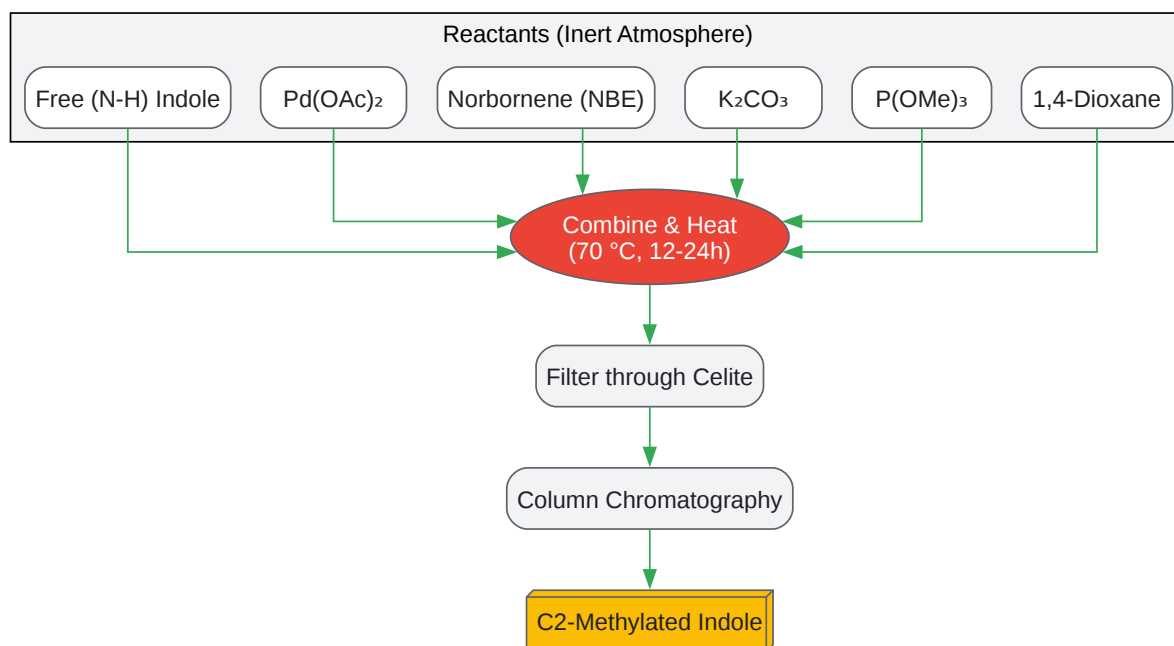 Reactants (Inert Atmosphere)
Free (N-H) Indole
Pd(OAc)₂
Norbornene (NBE)
K₂CO₃
P(OMe)₃
1,4-Dioxane
Combine & Heat
(70 °C, 12-24h)
Filter through Celite
Column Chromatography
C2-Methylated Indole